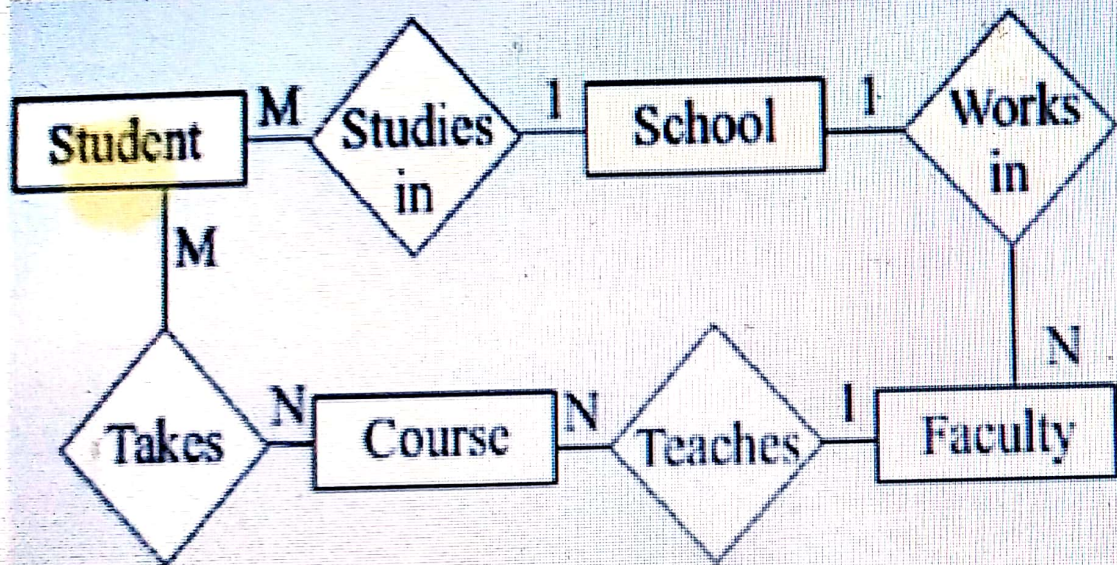 M
1
1
Works
Student
Studies
School
in
in
M
N
N
N
1
Takes
Course
Teaches
Faculty